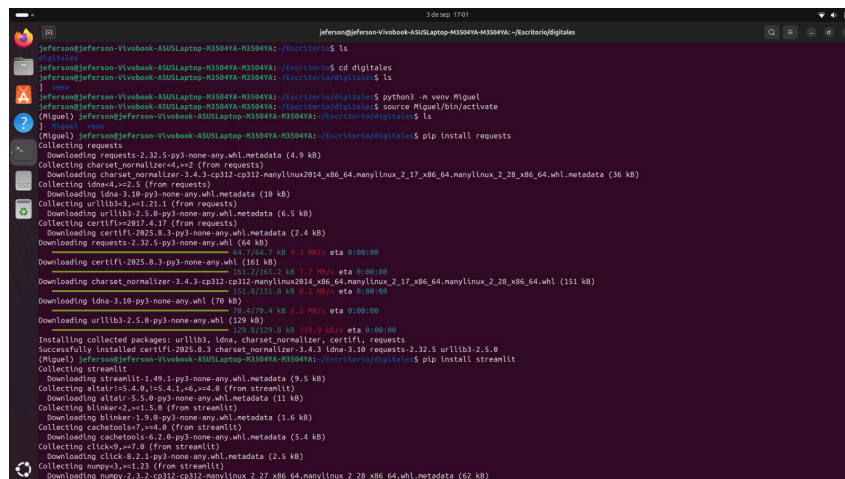 3 de sep 17:01
jeferson@jeferson-Vivobook-ASUSLaptop-M3504YA-M3504YA: ~/Escritorio/digitales
jeferson@jeferson-Vivobook-ASUSLaptop-M3504YA-M3504YA:~/Escritorio$ ls
digitales
jeferson@jeferson-Vivobook-ASUSLaptop-M3504YA-M3504YA:~/Escritorio$ cd digitales
jeferson@jeferson-Vivobook-ASUSLaptop-M3504YA-M3504YA:~/Escritorio/digitales$ ls
] venv
jeferson@jeferson-Vivobook-ASUSLaptop-M3504YA-M3504YA:~/Escritorio/digitales$ python3 -m venv Miguel
jeferson@jeferson-Vivobook-ASUSLaptop-M3504YA-M3504YA:~/Escritorio/digitales$ source Miguel/bin/activate
(Miguel) jeferson@jeferson-Vivobook-ASUSLaptop-M3504YA-M3504YA:~/Escritorio/digitales$ ls
] Miguel venv
(Miguel) jeferson@jeferson-Vivobook-ASUSLaptop-M3504YA-M3504YA:~/Escritorio/digitales$ pip install requests
Collecting requests
Downloading requests-2.32.5-py3-none-any.whl.metadata (4.9 kB)
Collecting charset_normalizer<4,>=2 (from requests)
Downloading charset_normalizer-3.4.3-cp312-cp312-manylinux2014_x86_64.manylinux_2_17_x86_64.manylinux_2_28_x86_64.whl.metadata (36 kB)
Collecting idna<4,>=2.5 (from requests)
Downloading idna-3.10-py3-none-any.whl.metadata (10 kB)
Collecting urllib3<3,>=1.21.1 (from requests)
Downloading urllib3-2.5.0-py3-none-any.whl.metadata (6.5 kB)
Collecting certifi>=2017.4.17 (from requests)
Downloading certifi-2025.8.3-py3-none-any.whl.metadata (2.4 kB)
Downloading requests-2.32.5-py3-none-any.whl (64 kB)
64.7/64.7 kB 4.3 MB/s eta 0:00:00
Downloading certifi-2025.8.3-py3-none-any.whl (161 kB)
161.2/161.2 kB 7.7 MB/s eta 0:00:00
Downloading charset_normalizer-3.4.3-cp312-cp312-manylinux2014_x86_64.manylinux_2_17_x86_64.manylinux_2_28_x86_64.whl (151 kB)
151.8/151.8 kB 8.2 MB/s eta 0:00:00
Downloading idna-3.10-py3-none-any.whl (70 kB)
70.4/70.4 kB 6.2 MB/s eta 0:00:00
Downloading urllib3-2.5.0-py3-none-any.whl (129 kB)
129.8/129.8 kB 319.9 kB/s eta 0:00:00
Installing collected packages: urllib3, idna, charset_normalizer, certifi, requests
Successfully installed certifi-2025.8.3 charset_normalizer-3.4.3 idna-3.10 requests-2.32.5 urllib3-2.5.0
(Miguel) jeferson@jeferson-Vivobook-ASUSLaptop-M3504YA-M3504YA:~/Escritorio/digitales$ pip install streamlit
Collecting streamlit
Downloading streamlit-1.49.1-py3-none-any.whl.metadata (9.5 kB)
Collecting altair!=5.4.0,!=5.4.1,<6,>=4.0 (from streamlit)
Downloading altair-5.5.0-py3-none-any.whl.metadata (11 kB)
Collecting blinker<2,>=1.5.0 (from streamlit)
Downloading blinker-1.9.0-py3-none-any.whl.metadata (1.6 kB)
Collecting cachetools<7,>=4.0 (from streamlit)
Downloading cachetools-6.2.0-py3-none-any.whl.metadata (5.4 kB)
Collecting click<9,>=7.0 (from streamlit)
Downloading click-8.2.1-py3-none-any.whl.metadata (2.5 kB)
Collecting numpy<3,>=1.23 (from streamlit)
Downloading numpy-2.3.2-cp312-cp312-manylinux_2_27_x86_64.manylinux_2_28_x86_64.whl.metadata (62 kB)